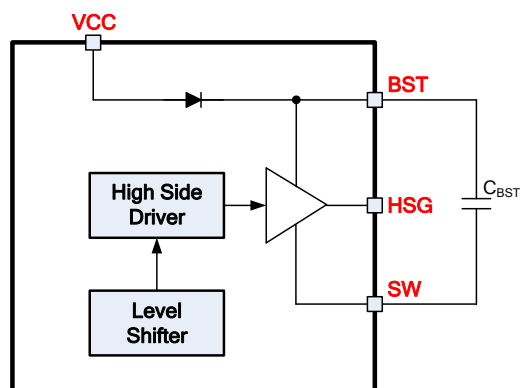 VCC
BST
High Side
Driver
HSG
CBST
SW
Level
Shifter